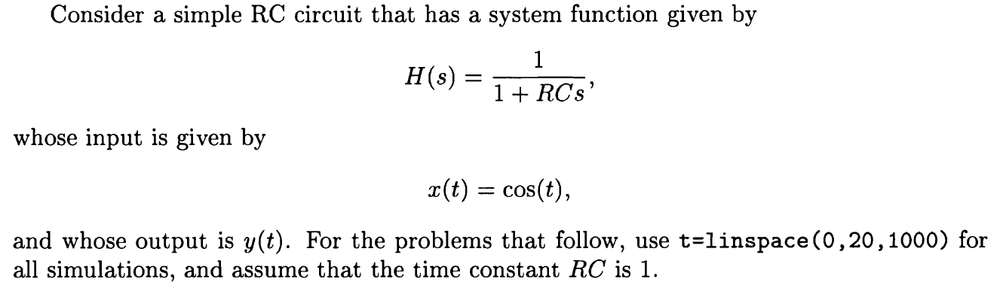 Consider a simple RC circuit that has a system function given by
H(s) = \frac{1}{1 + RCs},
whose input is given by
x(t) = cos(t),
and whose output is y(t). For the problems that follow, use t=linspace(0,20,1000) for
all simulations, and assume that the time constant RC is 1.